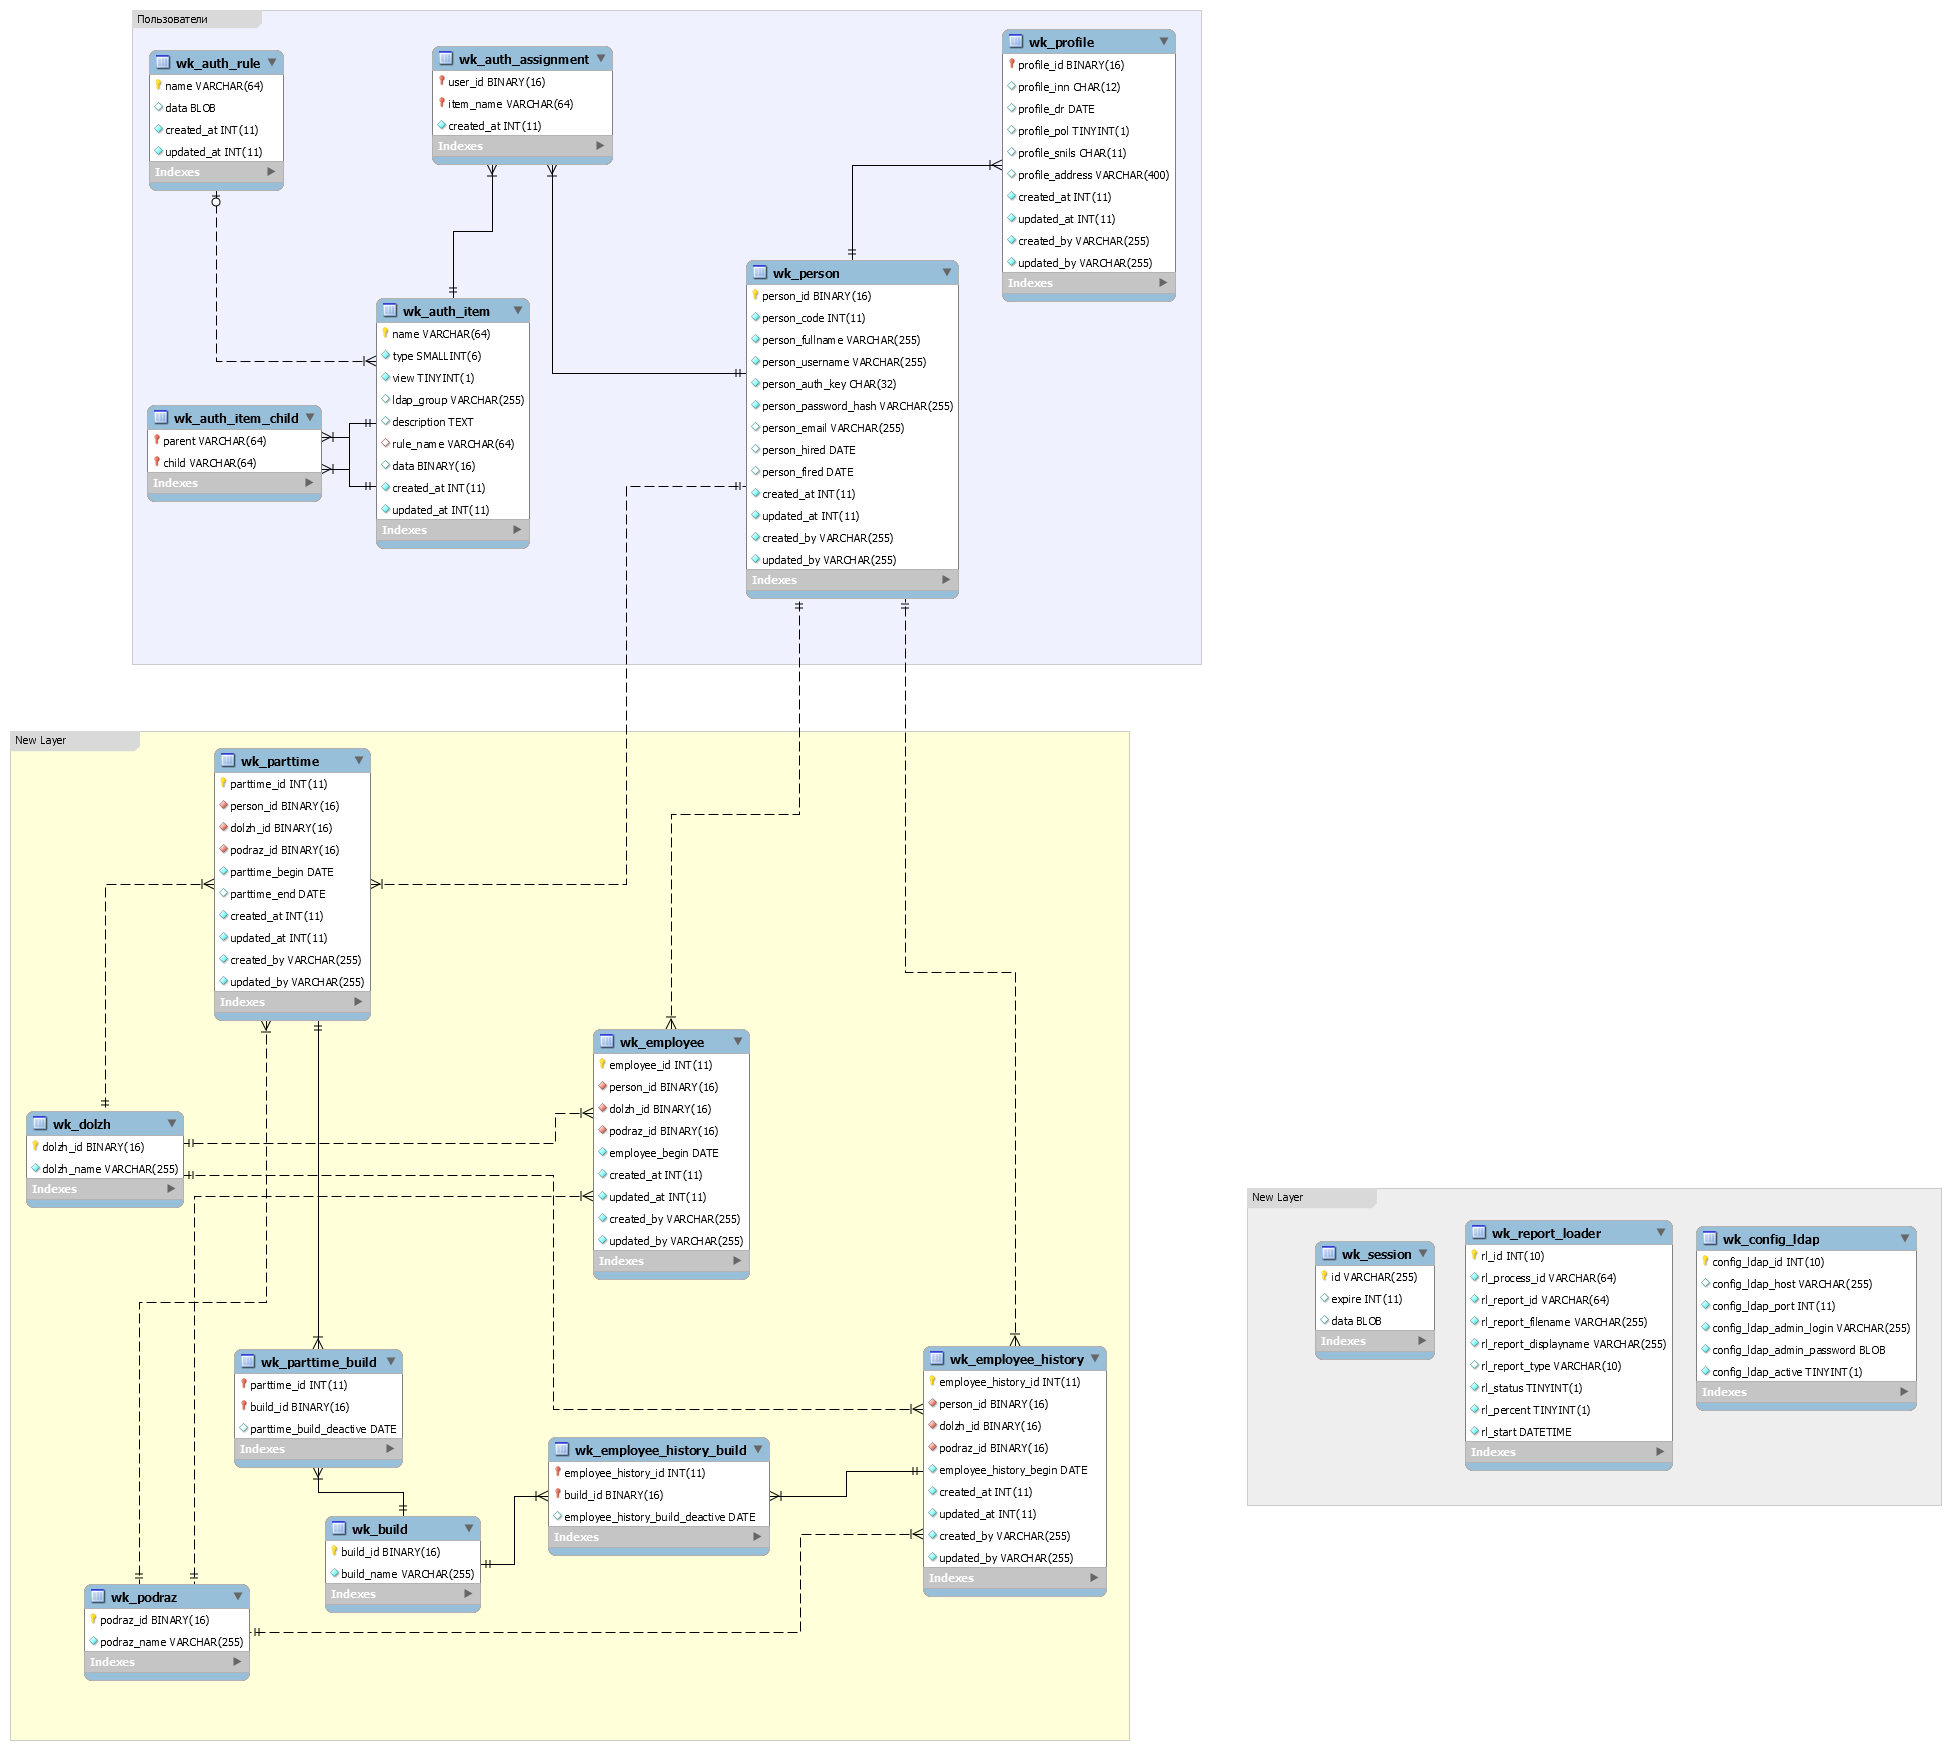 Пользователи
wk_auth_rule
name VARCHAR(64)
data BLOB
created_at INT(11)
updated_at INT(11)
Indexes
wk_auth_assignment
user_id BINARY(16)
item_name VARCHAR(64)
created_at INT(11)
Indexes
wk_profile
profile_id BINARY(16)
profile_inn CHAR(12)
profile_dr DATE
profile_pol TINYINT(1)
profile_snils CHAR(11)
profile_address VARCHAR(400)
created_at INT(11)
updated_at INT(11)
created_by VARCHAR(255)
updated_by VARCHAR(255)
Indexes
wk_auth_item
name VARCHAR(64)
type SMALLINT(6)
view TINYINT(1)
ldap_group VARCHAR(255)
description TEXT
rule_name VARCHAR(64)
data BINARY(16)
created_at INT(11)
updated_at INT(11)
Indexes
wk_person
person_id BINARY(16)
person_code INT(11)
person_fullname VARCHAR(255)
person_username VARCHAR(255)
person_auth_key CHAR(32)
person_password_hash VARCHAR(255)
person_email VARCHAR(255)
person_hired DATE
person_fired DATE
created_at INT(11)
updated_at INT(11)
created_by VARCHAR(255)
updated_by VARCHAR(255)
Indexes
wk_auth_item_child
parent VARCHAR(64)
child VARCHAR(64)
Indexes
New Layer
wk_parttime
parttime_id INT(11)
person_id BINARY(16)
dolzh_id BINARY(16)
podraz_id BINARY(16)
parttime_begin DATE
parttime_end DATE
created_at INT(11)
updated_at INT(11)
created_by VARCHAR(255)
updated_by VARCHAR(255)
Indexes
wk_employee
employee_id INT(11)
person_id BINARY(16)
dolzh_id BINARY(16)
podraz_id BINARY(16)
employee_begin DATE
created_at INT(11)
updated_at INT(11)
created_by VARCHAR(255)
updated_by VARCHAR(255)
Indexes
wk_dolzh
dolzh_id BINARY(16)
dolzh_name VARCHAR(255)
Indexes
wk_parttime_build
parttime_id INT(11)
build_id BINARY(16)
parttime_build_deactive DATE
Indexes
wk_employee_history
employee_history_id INT(11)
person_id BINARY(16)
dolzh_id BINARY(16)
podraz_id BINARY(16)
employee_history_begin DATE
created_at INT(11)
updated_at INT(11)
created_by VARCHAR(255)
updated_by VARCHAR(255)
Indexes
wk_employee_history_build
employee_history_id INT(11)
build_id BINARY(16)
employee_history_build_deactive DATE
Indexes
wk_build
build_id BINARY(16)
build_name VARCHAR(255)
Indexes
wk_podraz
podraz_id BINARY(16)
podraz_name VARCHAR(255)
Indexes
New Layer
wk_session
id VARCHAR(255)
expire INT(11)
data BLOB
Indexes
wk_report_loader
rl_id INT(10)
rl_process_id VARCHAR(64)
rl_report_id VARCHAR(64)
rl_report_filename VARCHAR(255)
rl_report_displayname VARCHAR(255)
rl_report_type VARCHAR(10)
rl_status TINYINT(1)
rl_percent TINYINT(1)
rl_start DATETIME
Indexes
wk_config_ldap
config_ldap_id INT(10)
config_ldap_host VARCHAR(255)
config_ldap_port INT(11)
config_ldap_admin_login VARCHAR(255)
config_ldap_admin_password BLOB
config_ldap_active TINYINT(1)
Indexes